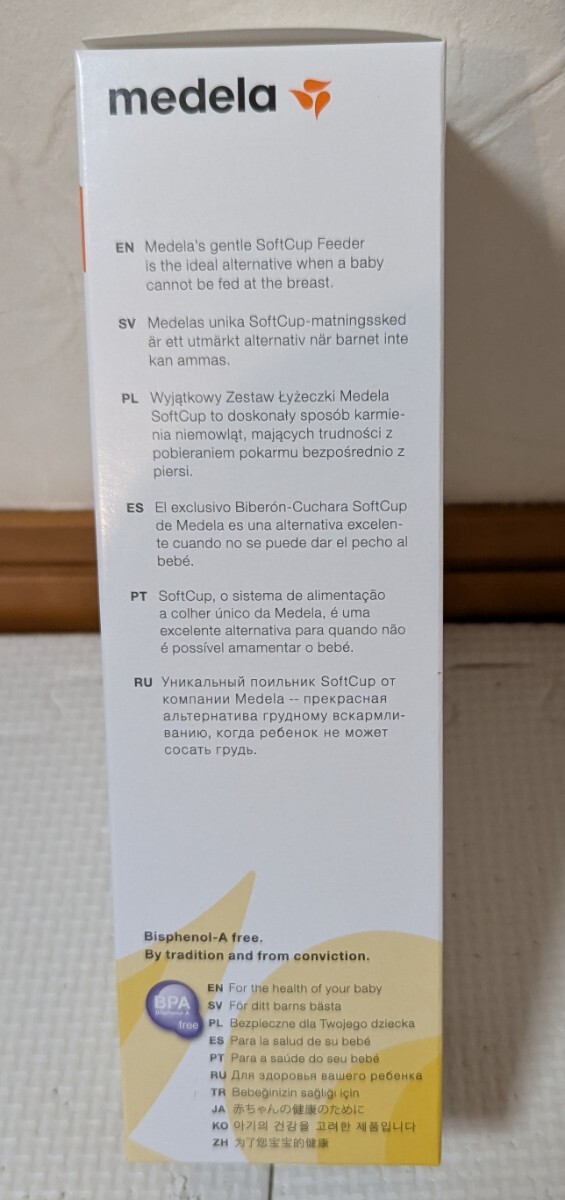 medela
EN Medela's gentle SoftCup Feeder
is the ideal alternative when a baby
cannot be fed at the breast.
SV Medelas unika SoftCup-matningssked
är ett utmärkt alternativ när barnet inte
kan ammas.
PL Wyjątkowy Zestaw Łyżeczki Medela
SoftCup to doskonały sposób karmie-
nia niemowląt, mających trudności z
pobieraniem pokarmu bezpośrednio z
piersi.
ES El exclusivo Biberón-Cuchara SoftCup
de Medela es una alternativa excelen-
te cuando no se puede dar el pecho al
bebé.
PT SoftCup, o sistema de alimentação
a colher único da Medela, é uma
excelente alternativa para quando não
é possível amamentar o bebé.
RU Уникальный поильник SoftCup от
компании Medela -- прекрасная
альтернатива грудному вскармли-
ванию, когда ребенок не может
сосать грудь.
Bisphenol-A free.
By tradition and from conviction.
BPA
Bisphenol A
free
EN For the health of your baby
SV För ditt barns bästa
PL Bezpieczne dla Twojego dziecka
ES Para la salud de su bebé
PT Para a saúde do seu bebé
RU Для здоровья вашего ребенка
TR Bebeğinizin sağlığı için
JA 赤ちゃんの健康のために
KO 아기의 건강을 고려한 제품입니다
ZH 为了您宝宝的健康